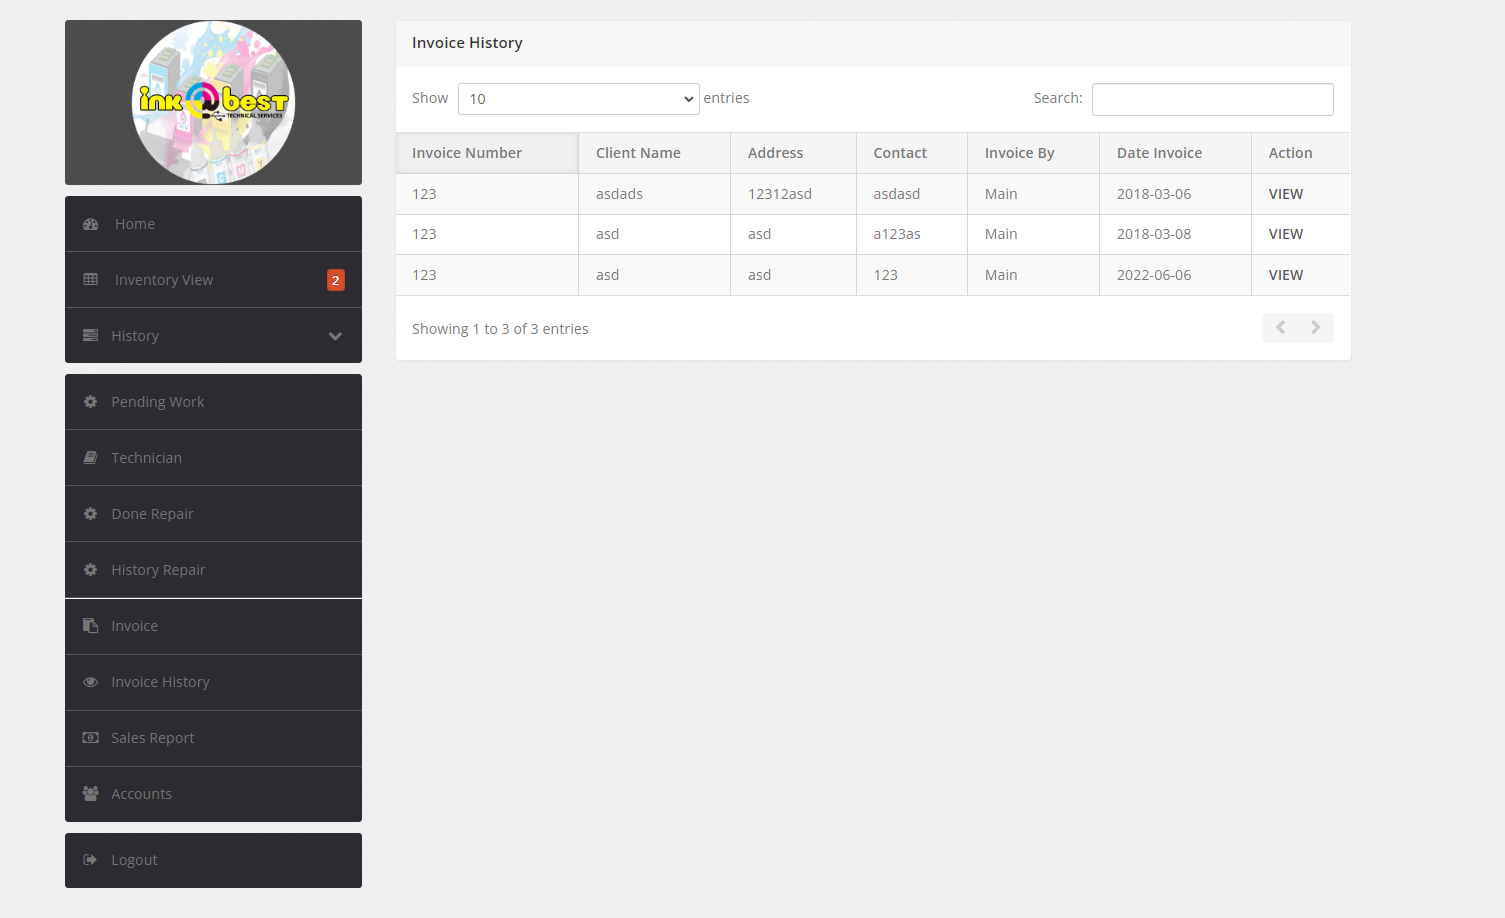 ink @ best
TECHNICAL SERVICES
Home
Inventory View 2
History
Pending Work
Technician
Done Repair
History Repair
Invoice
Invoice History
Sales Report
Accounts
Logout
Invoice History
Show 10 entries Search:
Invoice Number Client Name Address Contact Invoice By Date Invoice Action
123 asdads 12312asd asdasd Main 2018-03-06 VIEW
123 asd asd a123as Main 2018-03-08 VIEW
123 asd asd 123 Main 2022-06-06 VIEW
Showing 1 to 3 of 3 entries